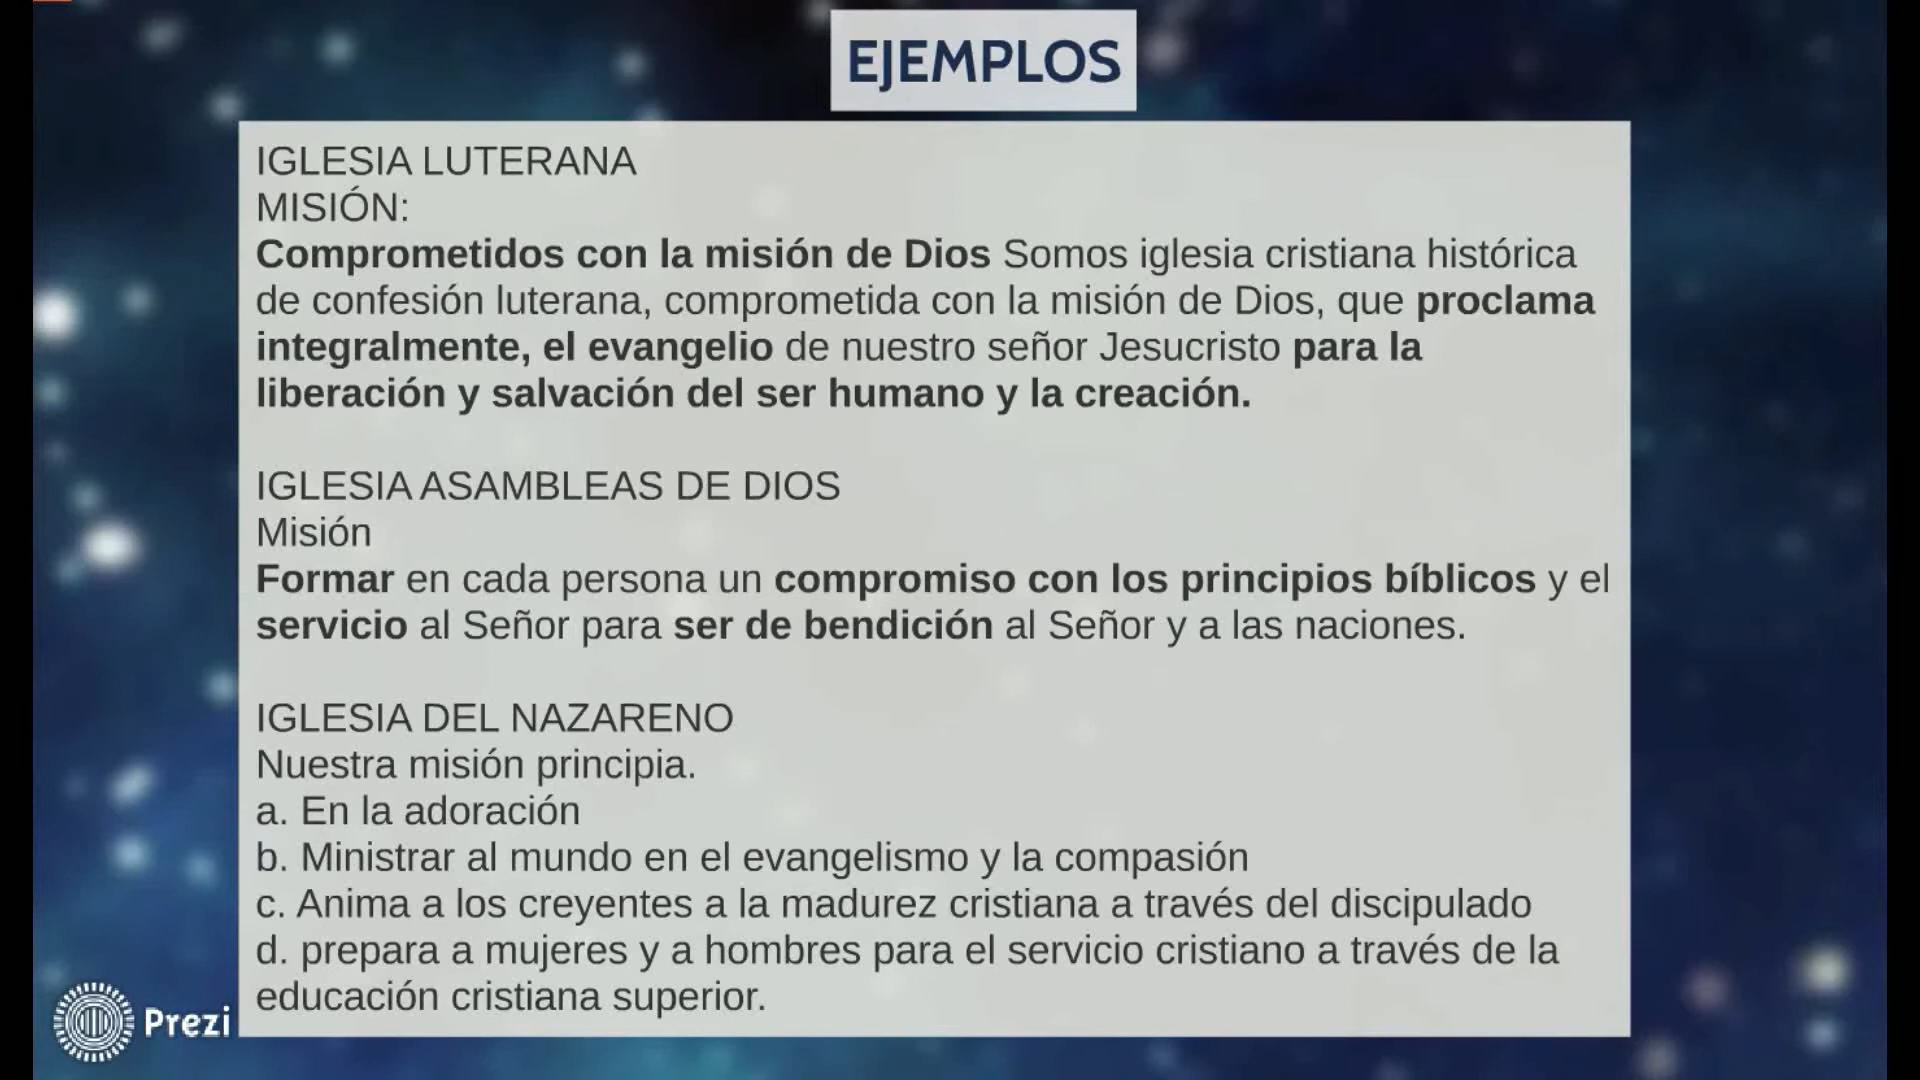 EJEMPLOS
IGLESIA LUTERANA
MISIÓN:
Comprometidos con la misión de Dios Somos iglesia cristiana histórica
de confesión luterana, comprometida con la misión de Dios, que proclama
integralmente, el evangelio de nuestro señor Jesucristo para la
liberación y salvación del ser humano y la creación.
IGLESIA ASAMBLEAS DE DIOS
Misión
Formar en cada persona un compromiso con los principios bíblicos y el
servicio al Señor para ser de bendición al Señor y a las naciones.
IGLESIA DEL NAZARENO
Nuestra misión principia.
a. En la adoración
b. Ministrar al mundo en el evangelismo y la compasión
c. Anima a los creyentes a la madurez cristiana a través del discipulado
d. prepara a mujeres y a hombres para el servicio cristiano a través de la
educación cristiana superior.
Prezi